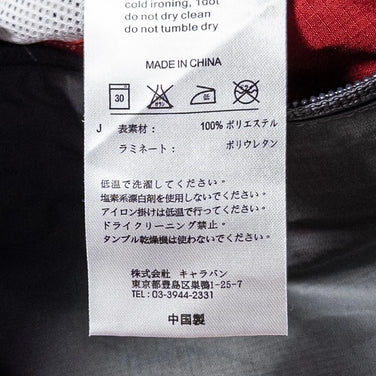 cold ironing, 1dot
do not dry clean
do not tumble dry
MADE IN CHINA
30
低
J 表素材: 100% ポリエステル
ラミネート: ポリウレタン
低温で洗濯してください。
塩素系漂白剤を使用しないでください。
アイロン掛けは低温で行ってください。
ドライクリーニング禁止。
タンブル乾燥機は使わないでください。
株式会社 キャラバン
東京都豊島区巣鴨1-25-7
TEL: 03-3944-2331
中国製